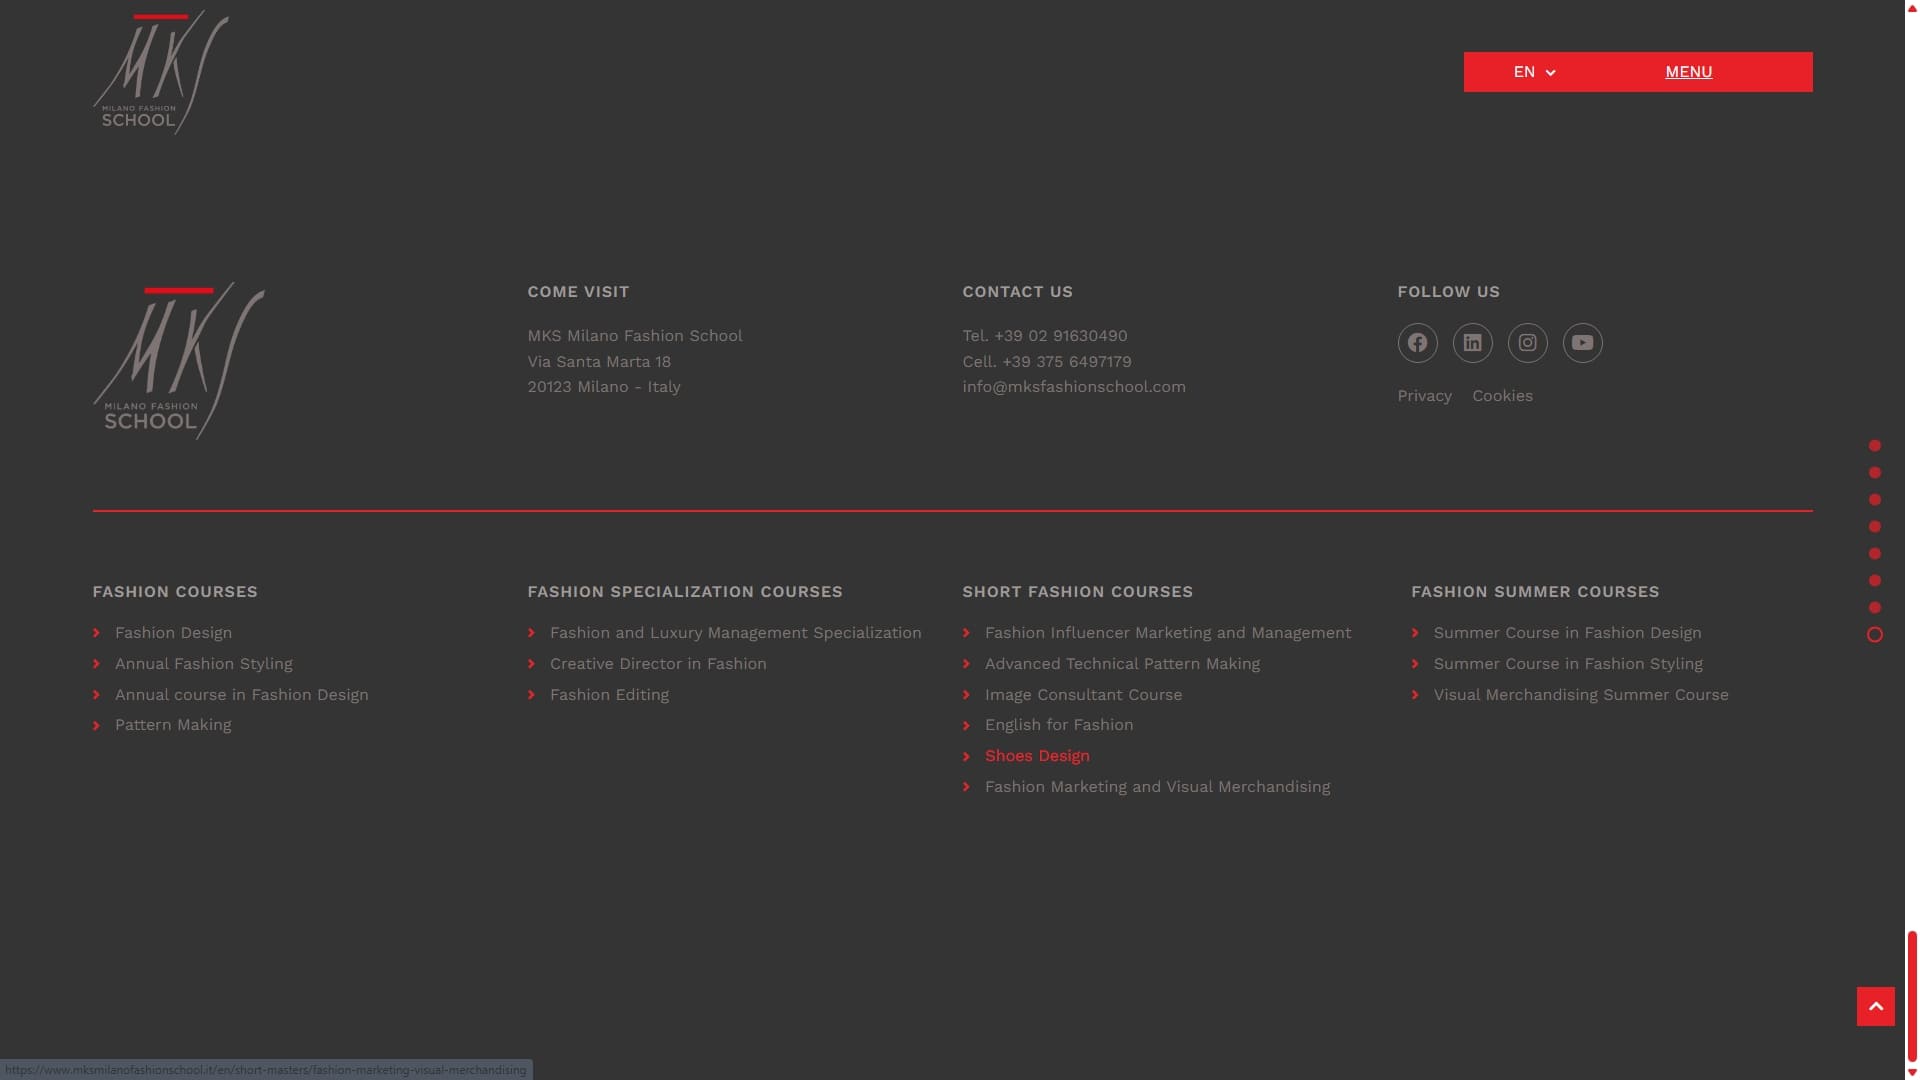 MKS
MILANO FASHION
SCHOOL
EN
MENU
MKS
MILANO FASHION
SCHOOL
COME VISIT
MKS Milano Fashion School
Via Santa Marta 18
20123 Milano - Italy
CONTACT US
Tel. +39 02 91630490
Cell. +39 375 6497179
info@mksfashionschool.com
FOLLOW US
Privacy Cookies
FASHION COURSES
Fashion Design
Annual Fashion Styling
Annual course in Fashion Design
Pattern Making
FASHION SPECIALIZATION COURSES
Fashion and Luxury Management Specialization
Creative Director in Fashion
Fashion Editing
SHORT FASHION COURSES
Fashion Influencer Marketing and Management
Advanced Technical Pattern Making
Image Consultant Course
English for Fashion
Shoes Design
Fashion Marketing and Visual Merchandising
FASHION SUMMER COURSES
Summer Course in Fashion Design
Summer Course in Fashion Styling
Visual Merchandising Summer Course
https://www.mksmilanofashionschool.it/en/short-masters/fashion-marketing-visual-merchandising